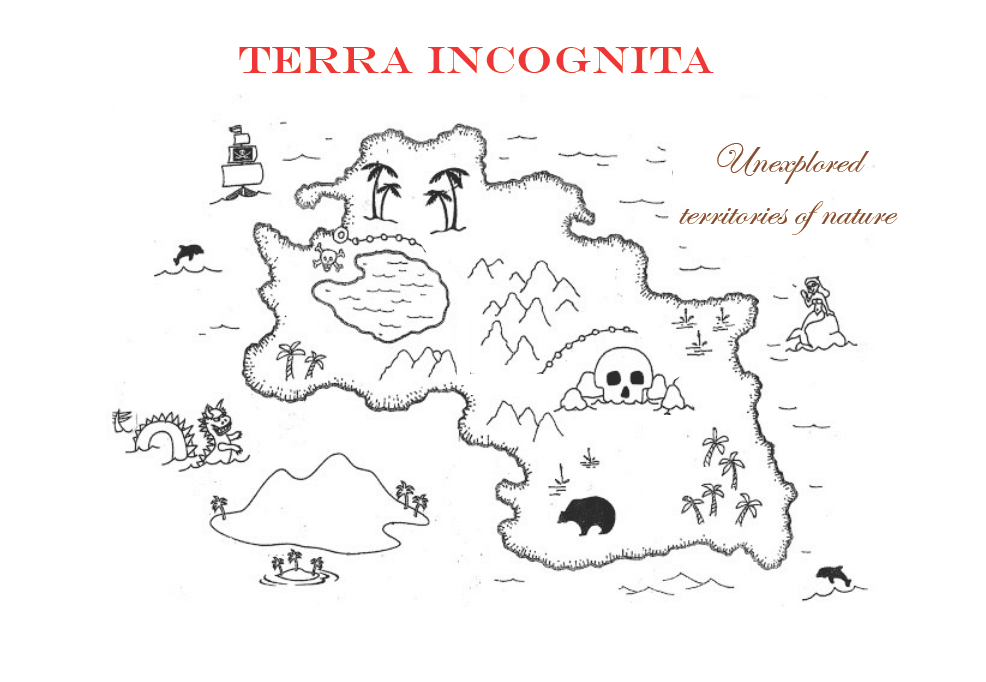 TERRA INCOGNITA
Unexplored
territories of nature